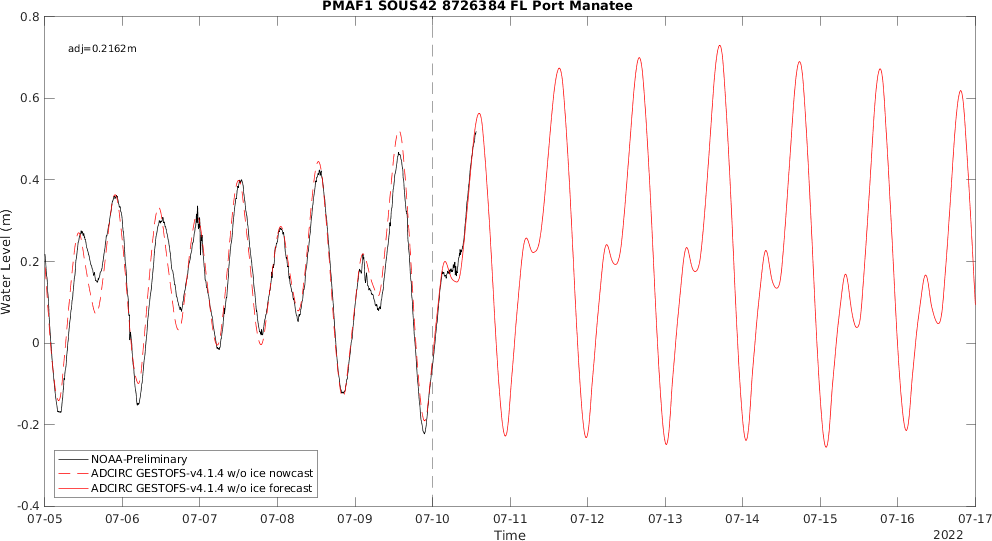 PMAF1 SOUS42 8726384 FL Port Manatee
adj=0.2162m
Water Level (m)
0.8
0.6
0.4
0.2
0
-0.2
-0.4
NOAA-Preliminary
ADCIRC GESTOFS-v4.1.4 w/o ice nowcast
ADCIRC GESTOFS-v4.1.4 w/o ice forecast
07-05 07-06 07-07 07-08 07-09 07-10 07-11 07-12 07-13 07-14 07-15 07-16 07-17
Time
2022